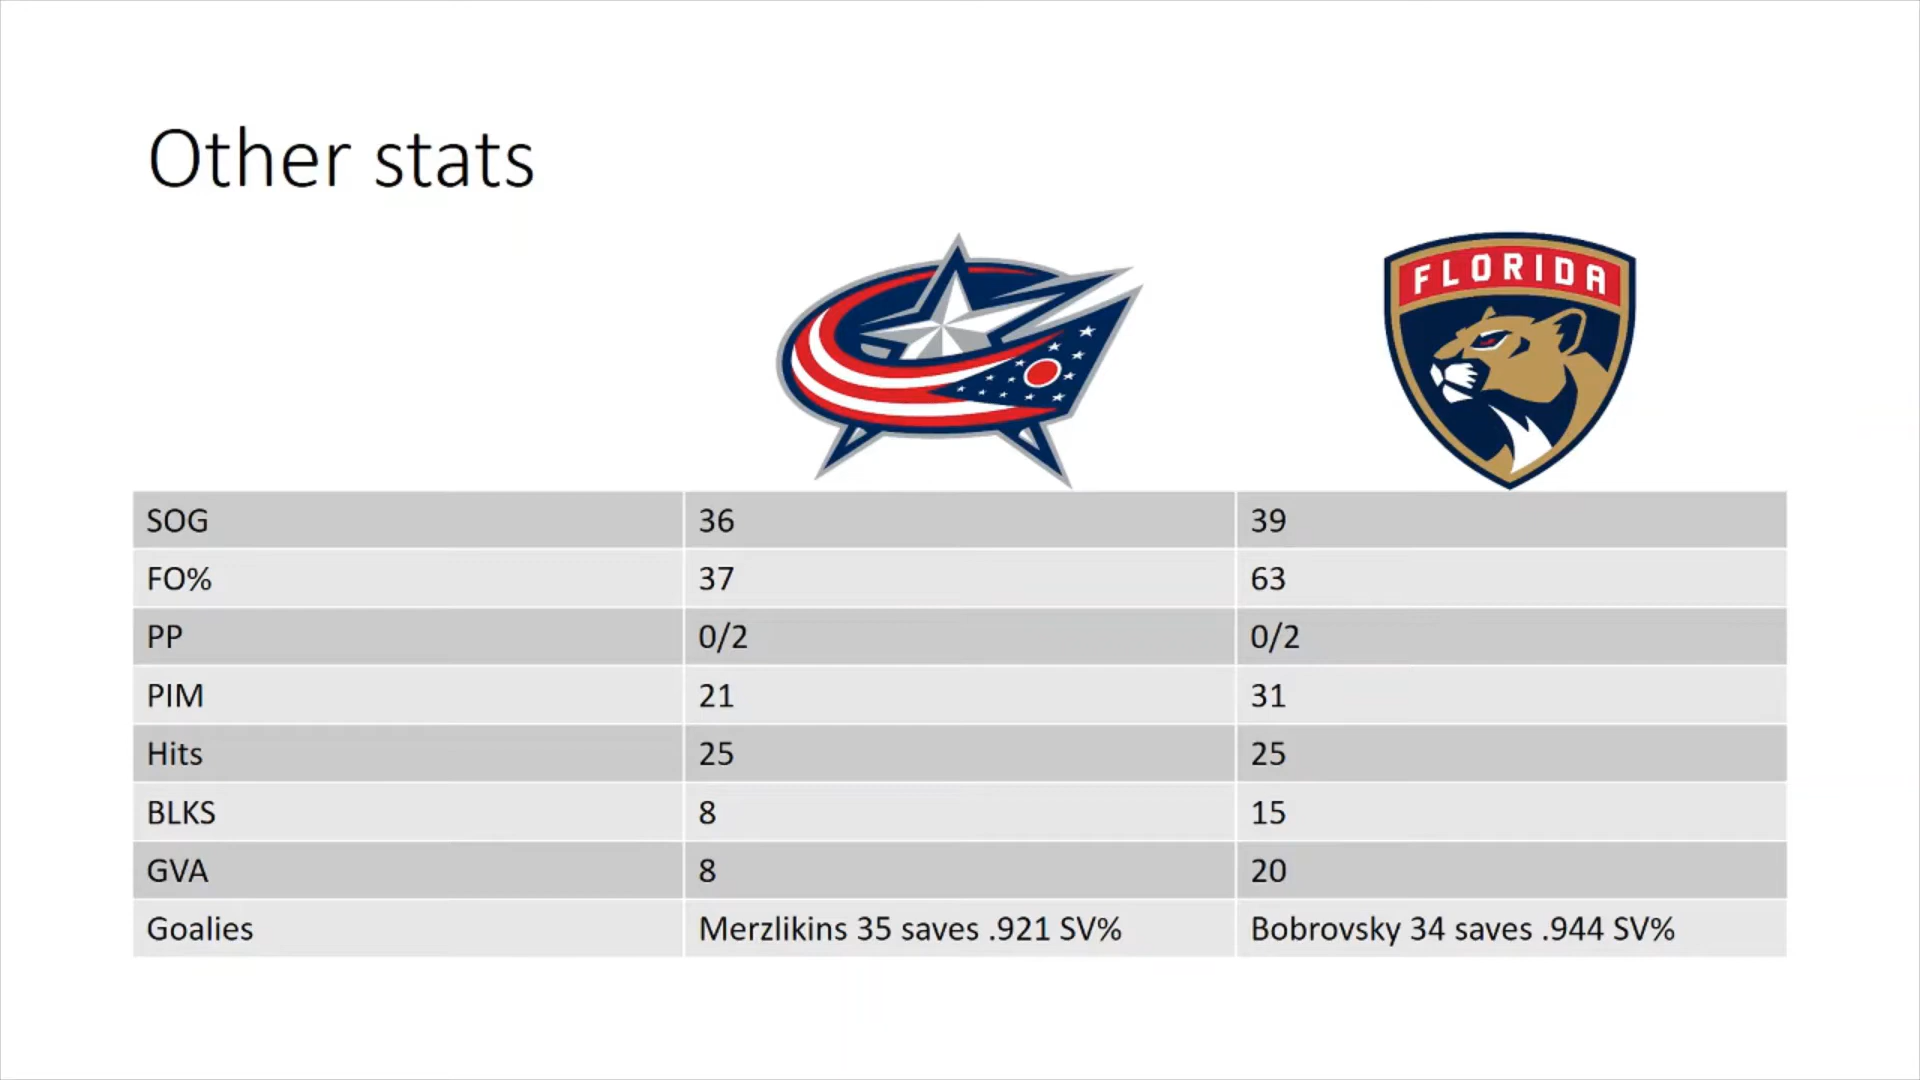 Other stats
FLORIDA
SOG 36 39
FO% 37 63
PP 0/2 0/2
PIM 21 31
Hits 25 25
BLKS 8 15
GVA 8 20
Goalies Merzlikins 35 saves .921 SV% Bobrovsky 34 saves .944 SV%